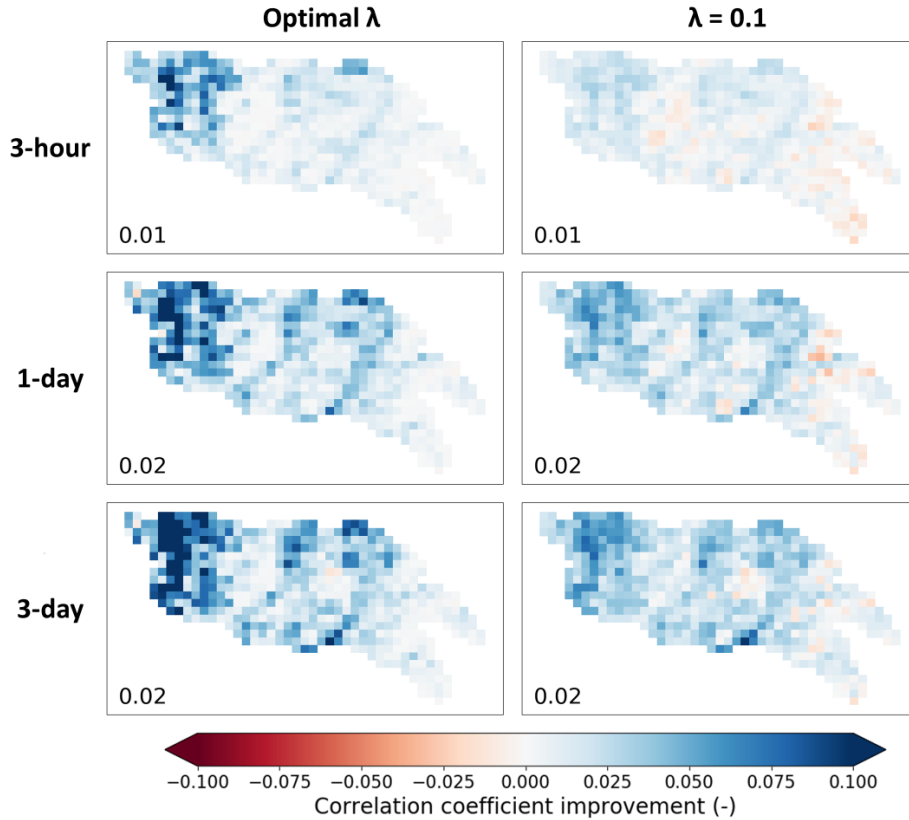 Optimal λ
λ = 0.1
3-hour
0.01
0.01
1-day
0.02
0.02
3-day
0.02
0.02
−0.100 −0.075 −0.050 −0.025 0.000 0.025 0.050 0.075 0.100
Correlation coefficient improvement (-)